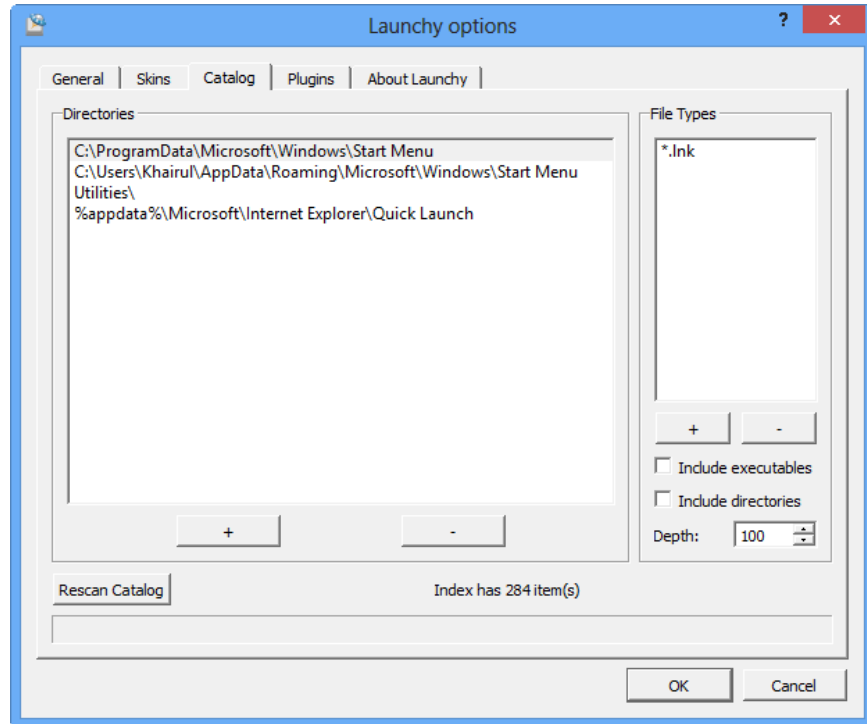 Launchy options
?
General
Skins
Catalog
Plugins
About Launchy
Directories
C:\ProgramData\Microsoft\Windows\Start Menu
C:\Users\Khairul\AppData\Roaming\Microsoft\Windows\Start Menu
Utilities\
%appdata%\Microsoft\Internet Explorer\Quick Launch
+
-
File Types
*.lnk
+
-
Include executables
Include directories
Depth: 100
Rescan Catalog
Index has 284 item(s)
OK
Cancel